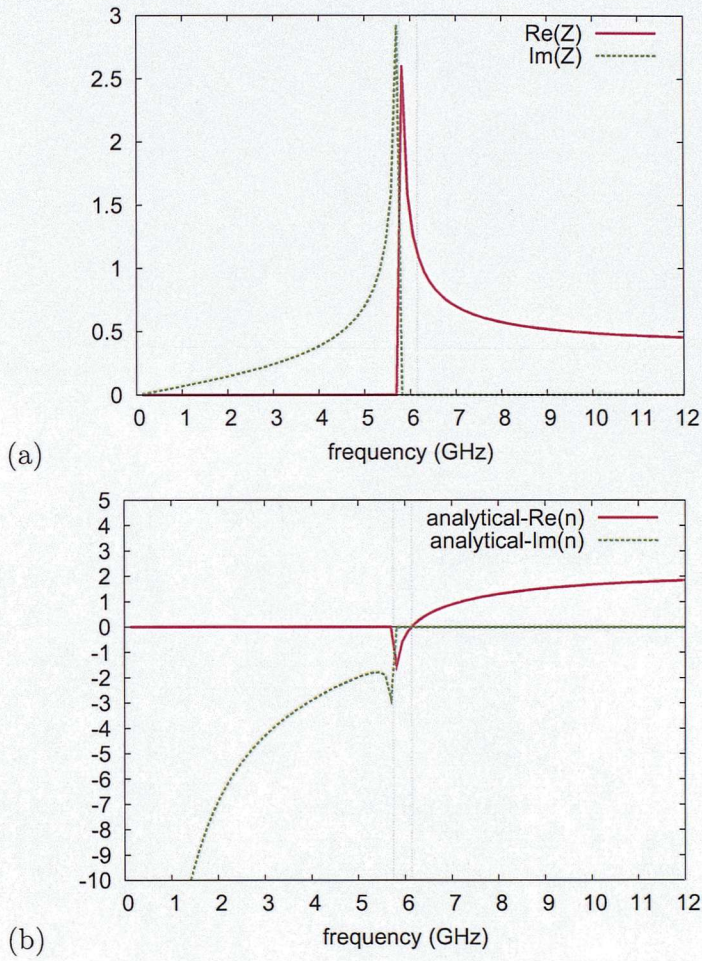 3
Re(Z)
Im(Z)
2.5
2
1.5
1
0.5
0
0 1 2 3 4 5 6 7 8 9 10 11 12
frequency (GHz)
(a)
5
analytical-Re(n)
4
analytical-Im(n)
3
2
1
0
-1
-2
-3
-4
-5
-6
-7
-8
-9
-10
0 1 2 3 4 5 6 7 8 9 10 11 12
frequency (GHz)
(b)